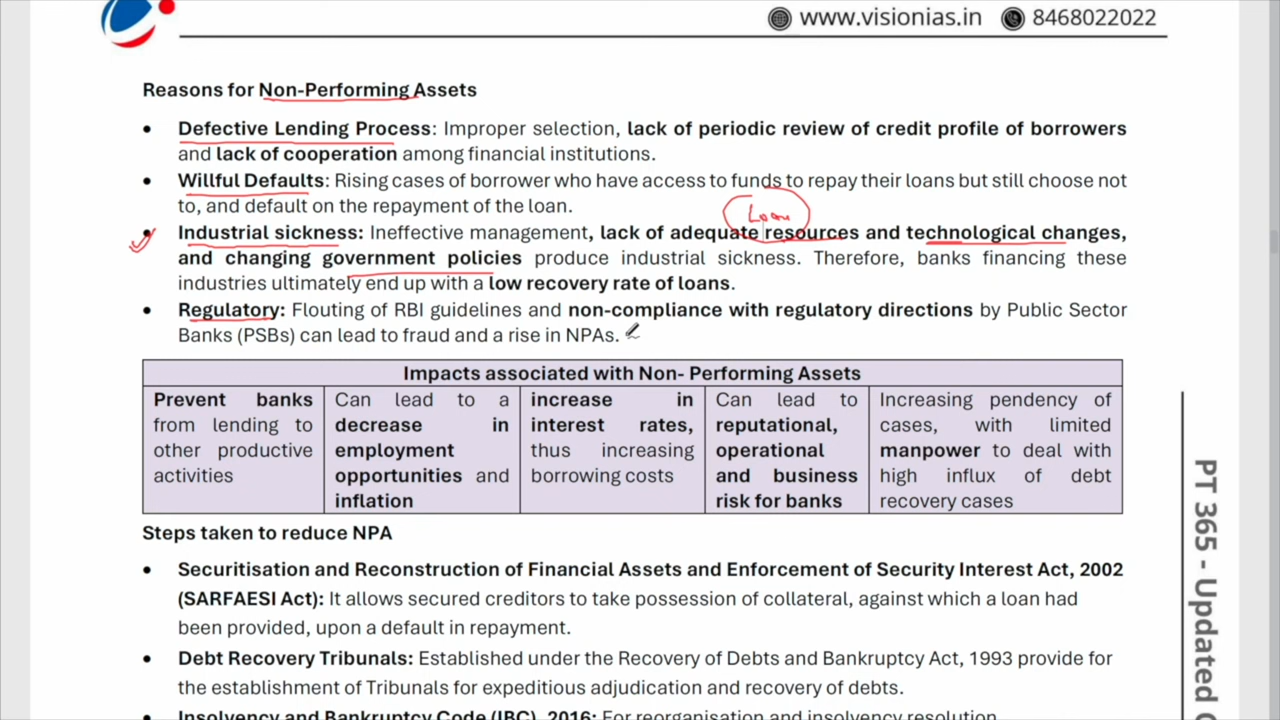 www.visionias.in 8468022022
Reasons for Non-Performing Assets
• Defective Lending Process: Improper selection, lack of periodic review of credit profile of borrowers
and lack of cooperation among financial institutions.
• Willful Defaults: Rising cases of borrower who have access to funds to repay their loans but still choose not
to, and default on the repayment of the loan.
Loan
• Industrial sickness: Ineffective management, lack of adequate resources and technological changes,
and changing government policies produce industrial sickness. Therefore, banks financing these
industries ultimately end up with a low recovery rate of loans.
• Regulatory: Flouting of RBI guidelines and non-compliance with regulatory directions by Public Sector
Banks (PSBs) can lead to fraud and a rise in NPAs.
Impacts associated with Non- Performing Assets
Prevent banks
from lending to
other productive
activities
Can lead to a
decrease in
employment
opportunities and
inflation
increase in
interest rates,
thus increasing
borrowing costs
Can lead to
reputational,
operational
and business
risk for banks
Increasing pendency of
cases, with limited
manpower to deal with
high influx of debt
recovery cases
Steps taken to reduce NPA
• Securitisation and Reconstruction of Financial Assets and Enforcement of Security Interest Act, 2002
(SARFAESI Act): It allows secured creditors to take possession of collateral, against which a loan had
been provided, upon a default in repayment.
• Debt Recovery Tribunals: Established under the Recovery of Debts and Bankruptcy Act, 1993 provide for
the establishment of Tribunals for expeditious adjudication and recovery of debts.
• Insolvency and Bankruptcy Code (IBC), 2016: For reorganisation and insolvency resolution
PT 365 - Updated